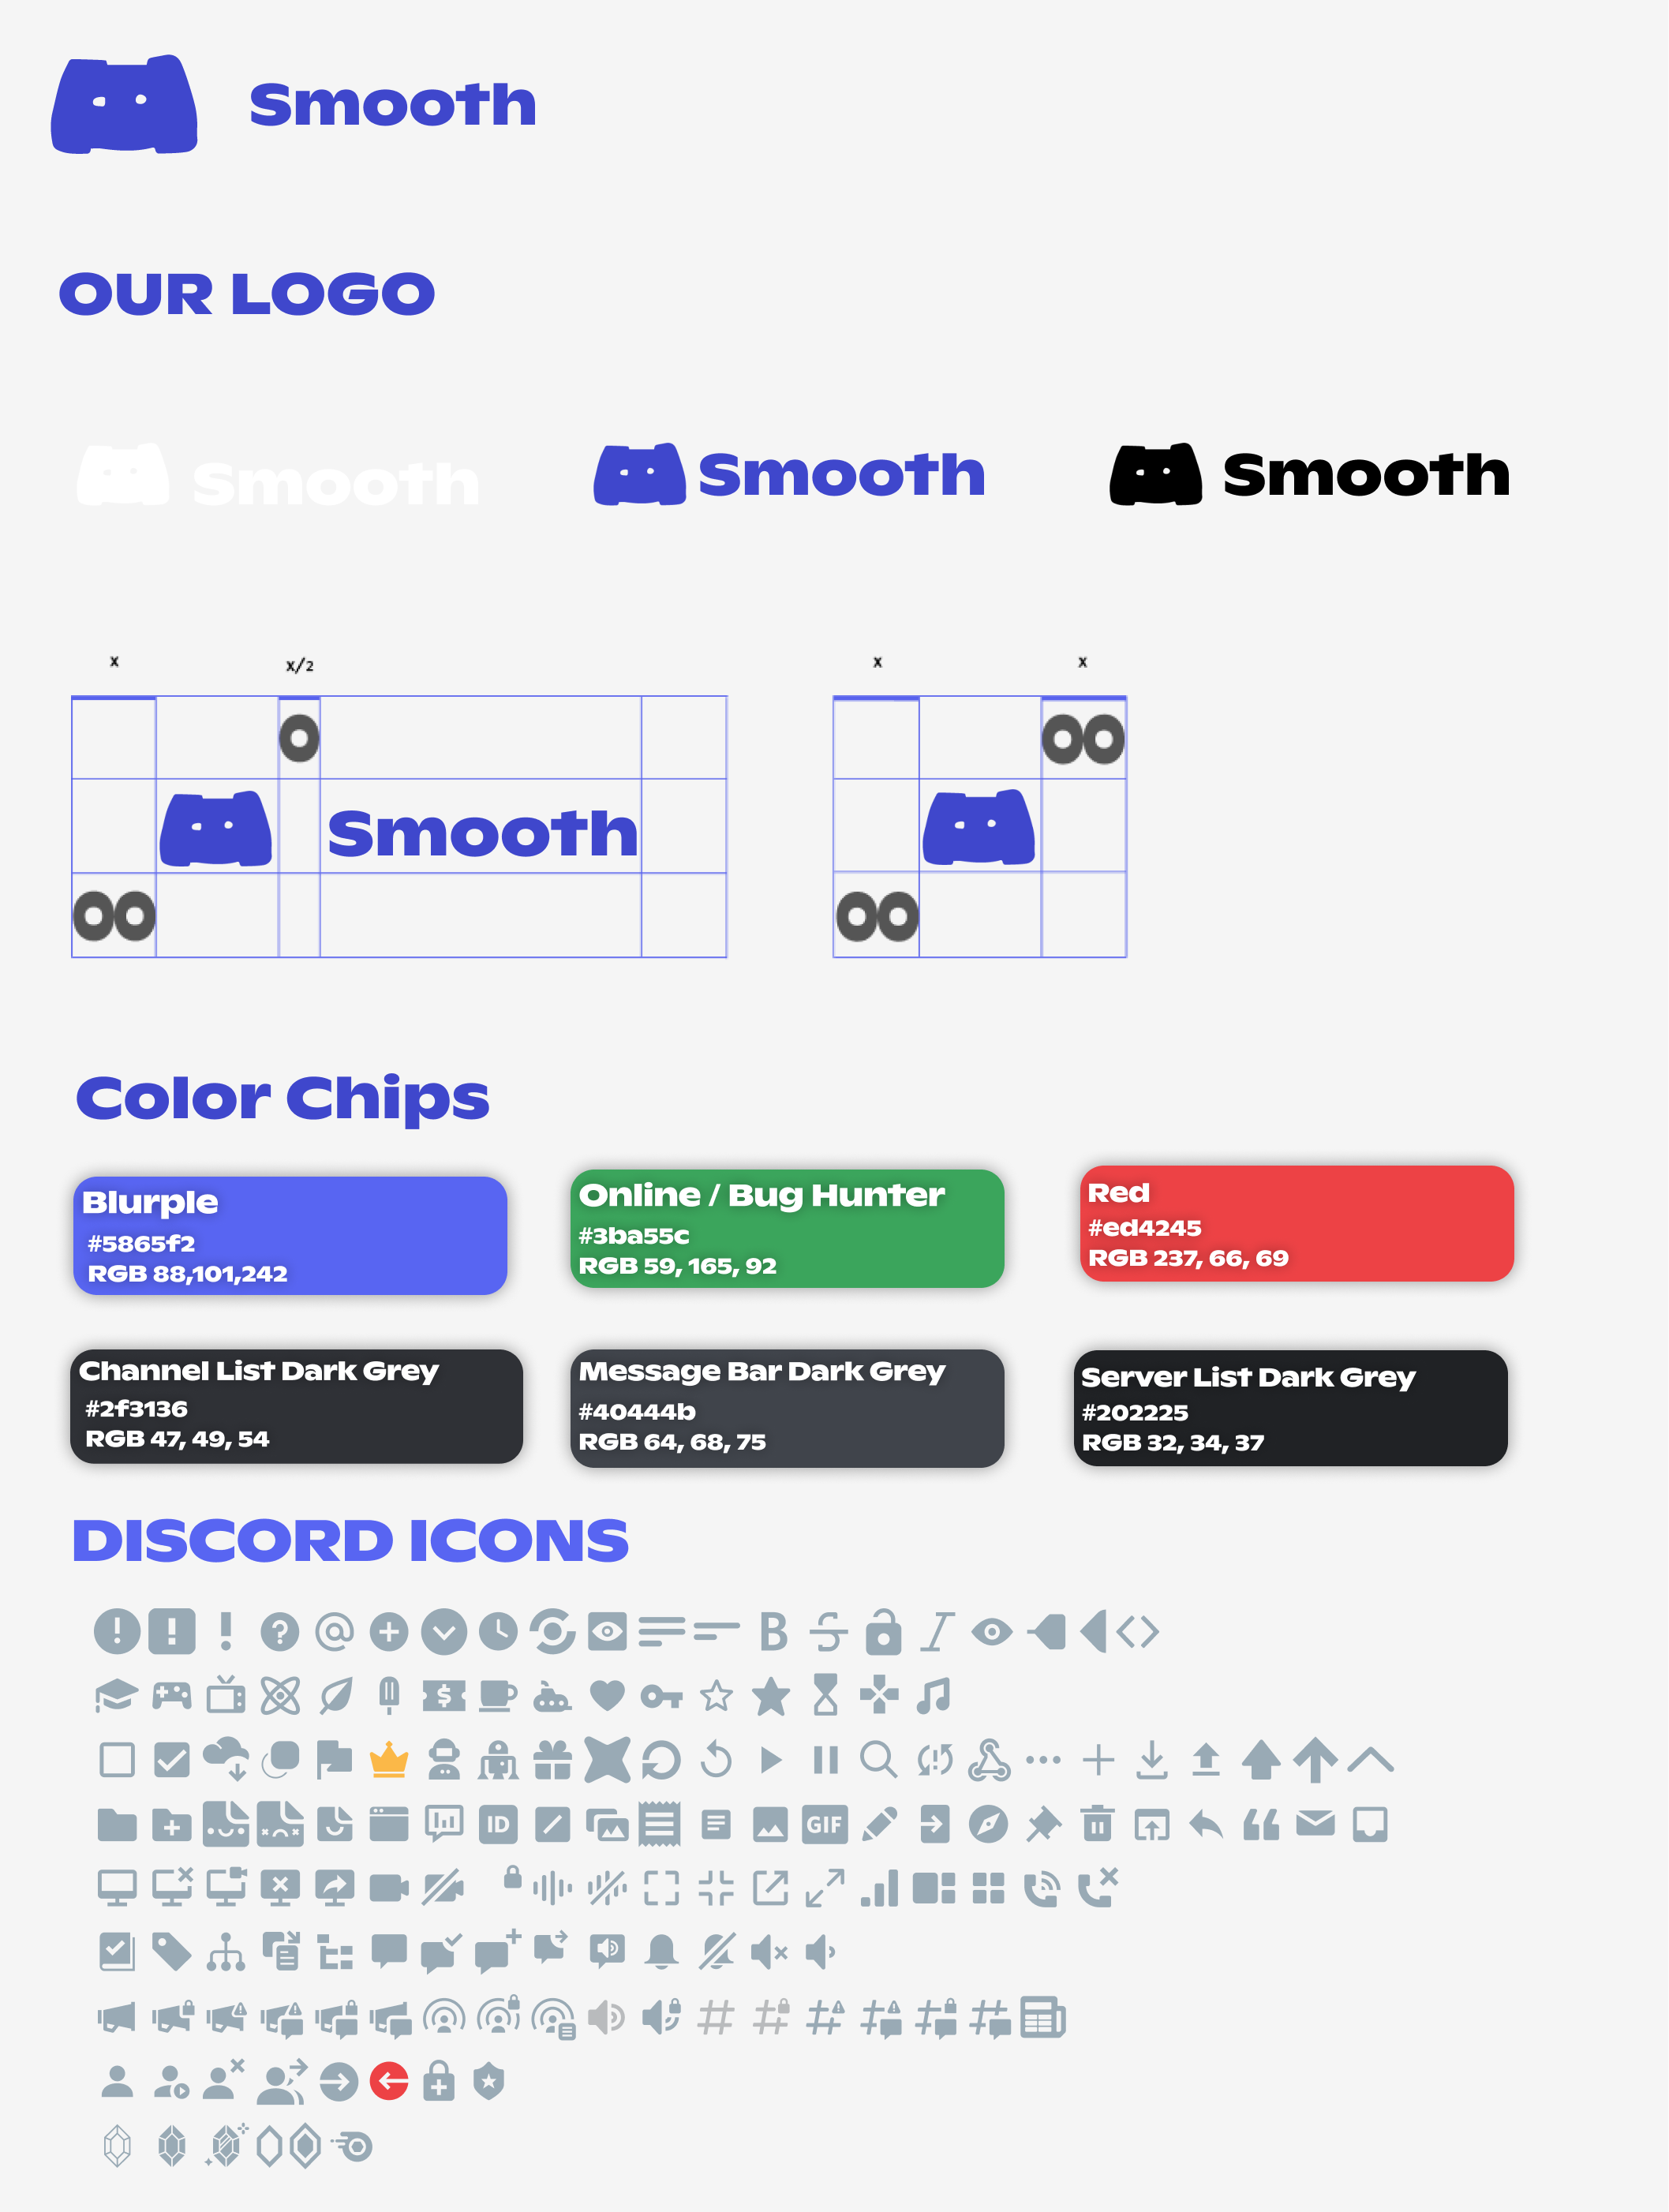 Smooth
OUR LOGO
Smooth
Smooth
Smooth
x
x/2
x
x
O
OO
Smooth
OO
OO
Color Chips
Blurple
#5865f2
RGB 88,101,242
Online / Bug Hunter
#3ba55c
RGB 59, 165, 92
Red
#ed4245
RGB 237, 66, 69
Channel List Dark Grey
#2f3136
RGB 47, 49, 54
Message Bar Dark Grey
#40444b
RGB 64, 68, 75
Server List Dark Grey
#202225
RGB 32, 34, 37
DISCORD ICONS
B
S
I
ID
GIF